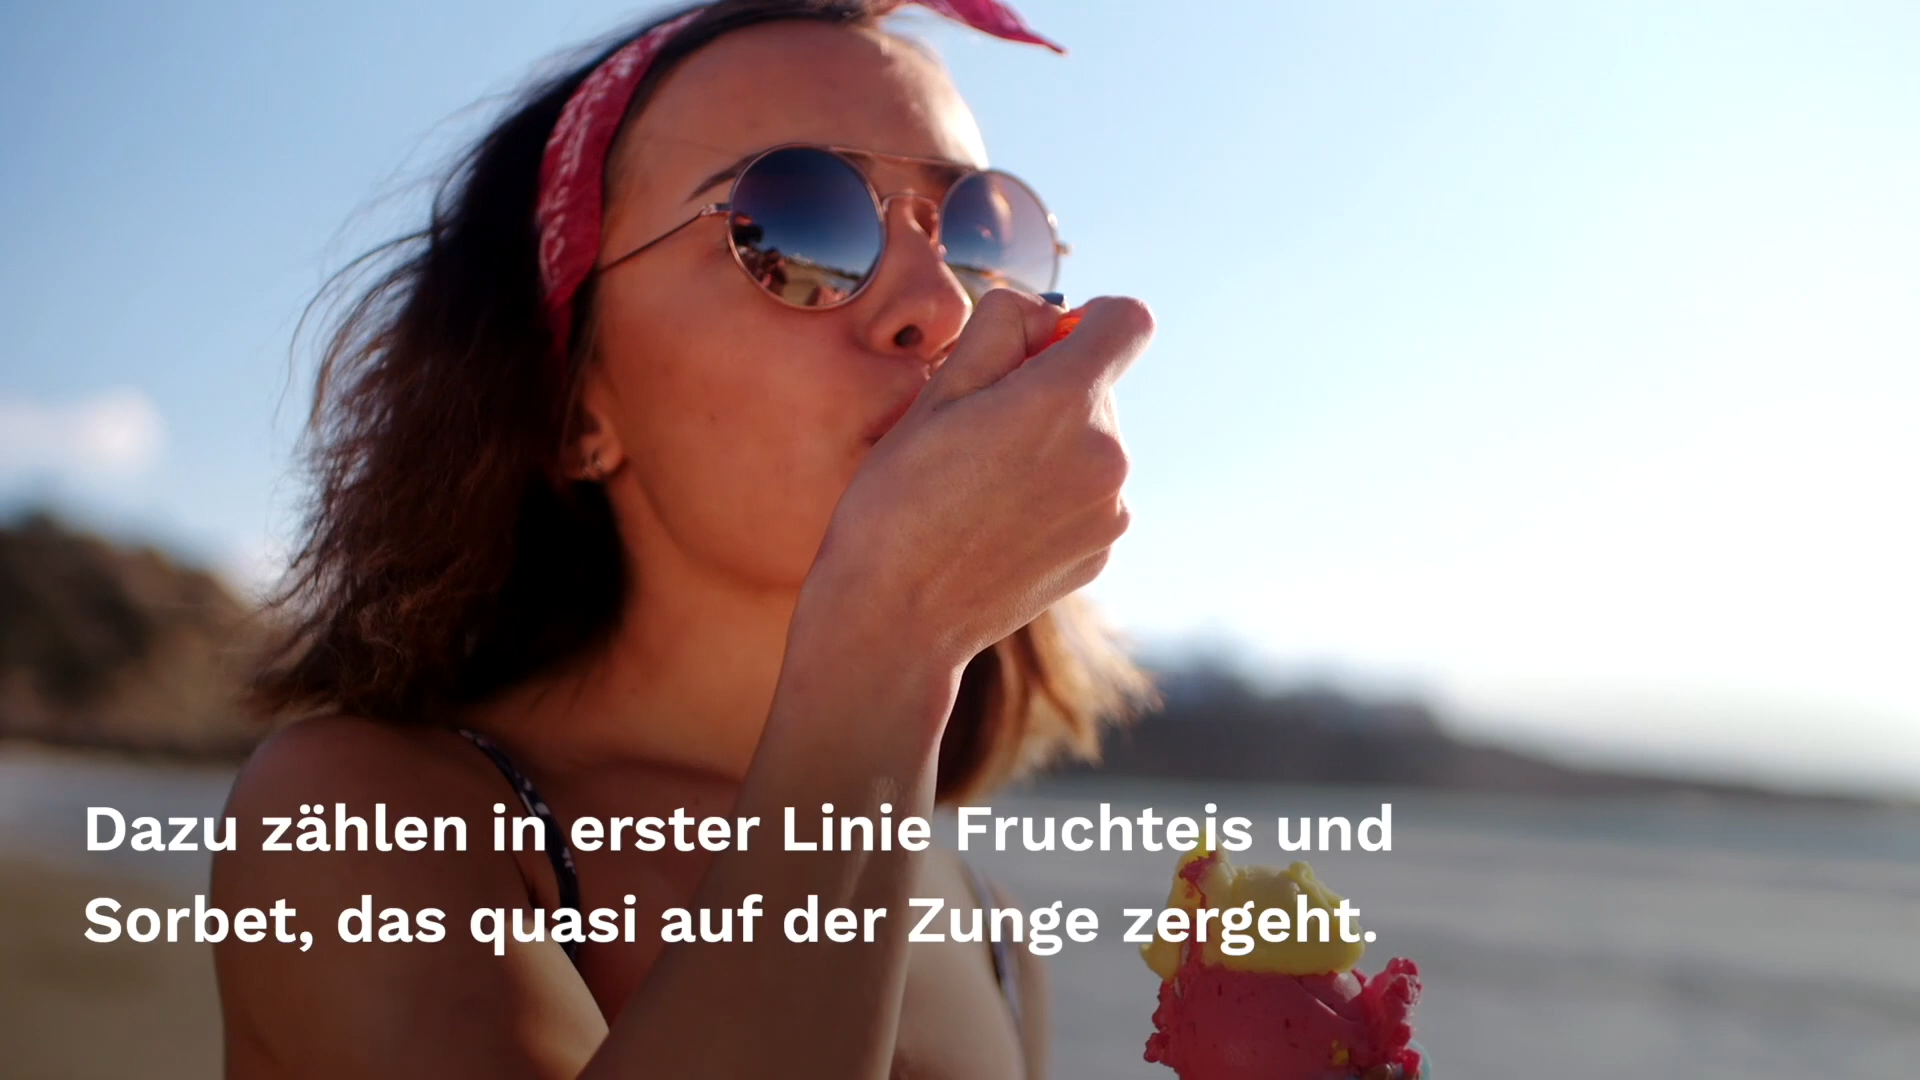 Dazu zählen in erster Linie Fruchteis und
Sorbet, das quasi auf der Zunge zergeht.